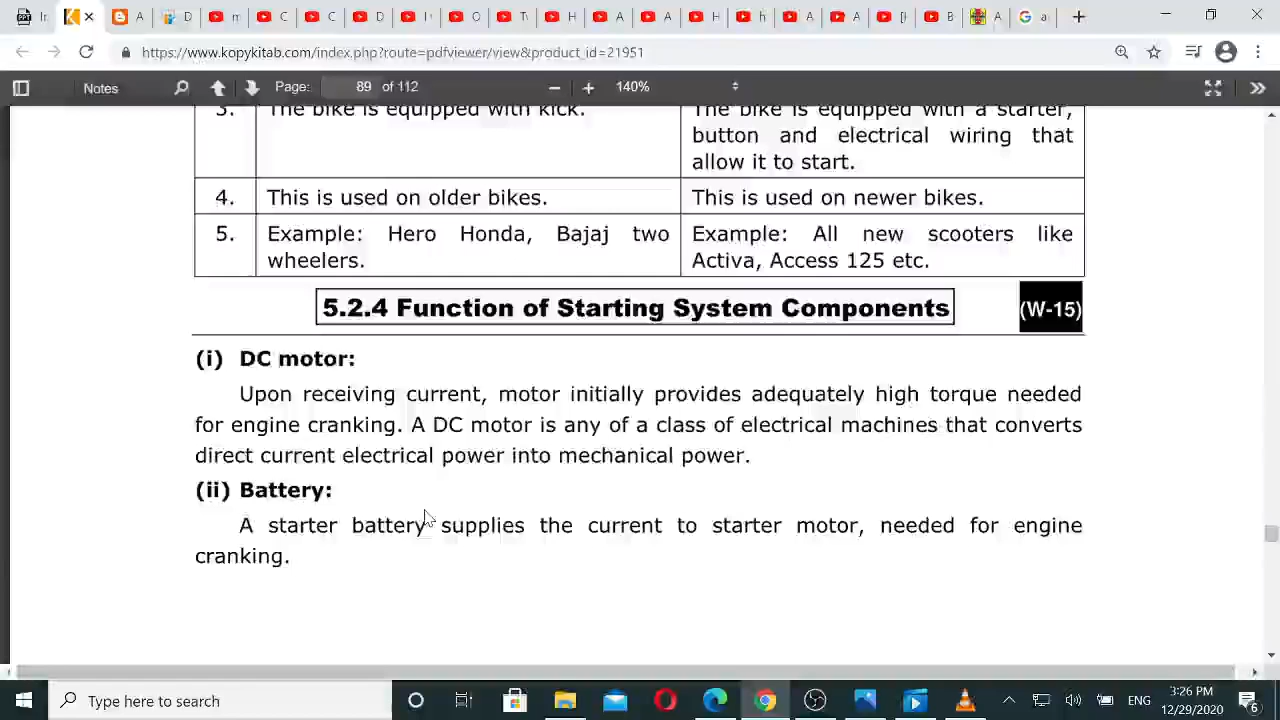 Ir K A m C C D I O Tv H A A H h A A [I B A a
https://www.kopykitab.com/index.php?route=pdfviewer/view&product_id=21951
Notes Page: 89 of 112 140%
3. The bike is equipped with kick. The bike is equipped with a starter,
button and electrical wiring that
allow it to start.
4. This is used on older bikes. This is used on newer bikes.
5. Example: Hero Honda, Bajaj two Example: All new scooters like
wheelers. Activa, Access 125 etc.
5.2.4 Function of Starting System Components (W-15)
(i) DC motor:
Upon receiving current, motor initially provides adequately high torque needed
for engine cranking. A DC motor is any of a class of electrical machines that converts
direct current electrical power into mechanical power.
(ii) Battery:
A starter battery supplies the current to starter motor, needed for engine
cranking.
Type here to search ENG 3:26 PM
12/29/2020 6